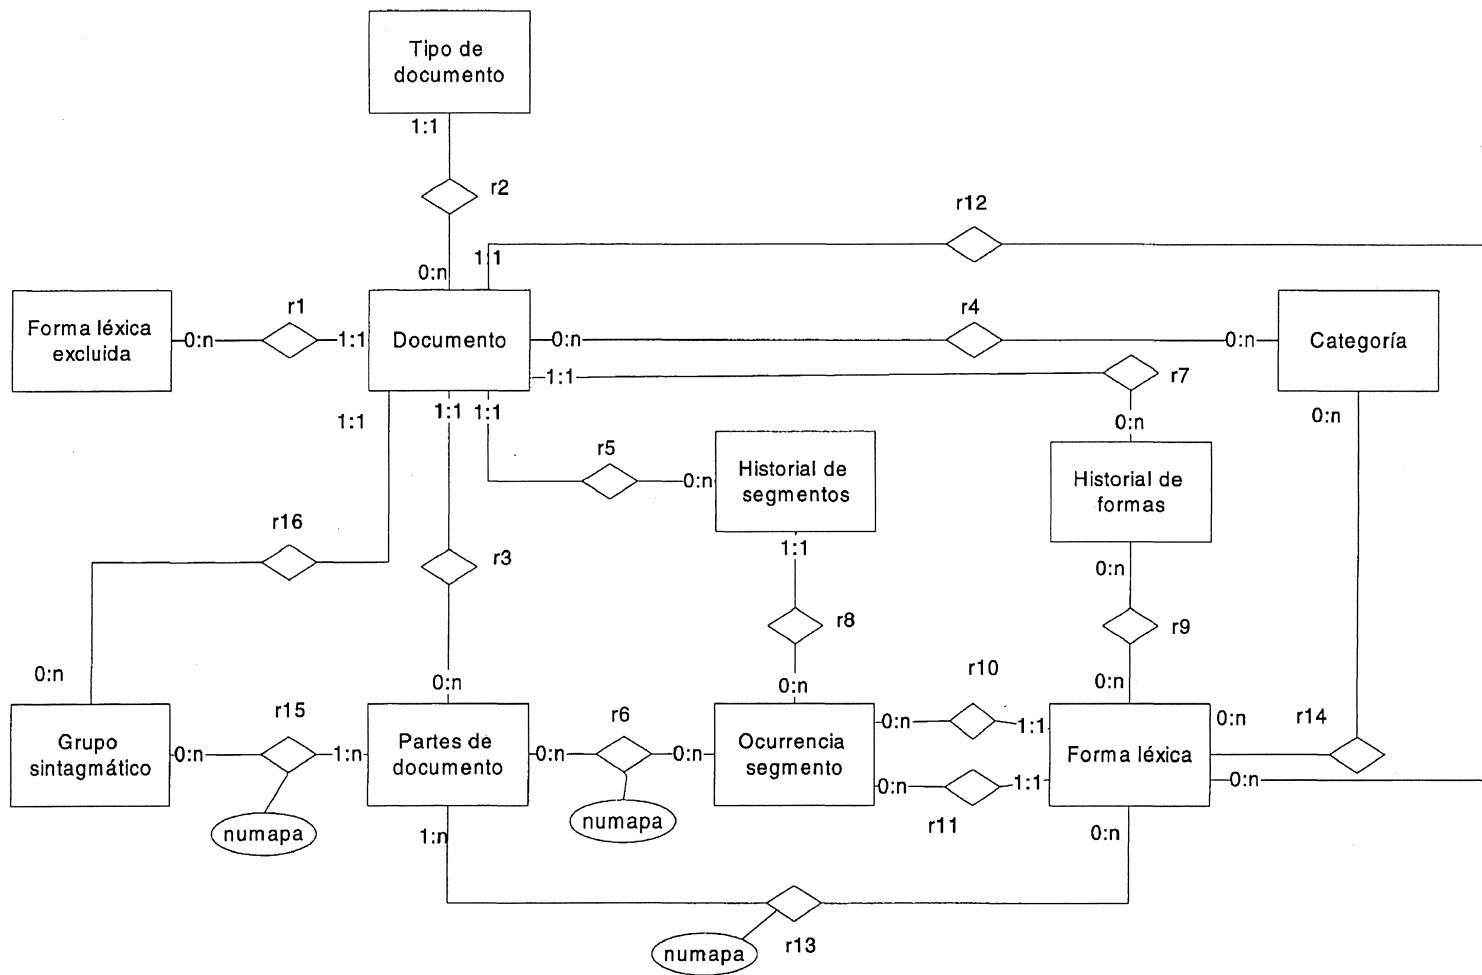 Tipo de
documento
1:1
r2
r12
0:n
1:1
Forma léxica
excluida
0:n
r1
1:1
Documento
0:n
r4
0:n
Categoría
1:1
r7
1:1
1:1
1:1
0:n
0:n
r5
0:n
Historial de
segmentos
Historial de
formas
r16
1:1
r3
0:n
r8
r9
0:n
0:n
0:n
r10
0:n
Grupo
sintagmático
0:n
r15
1:n
Partes de
documento
0:n
r6
0:n
Ocurrencia
segmento
0:n
1:1
Forma léxica
0:n
r14
0:n
1:1
0:n
numapa
numapa
r11
1:n
0:n
numapa
r13